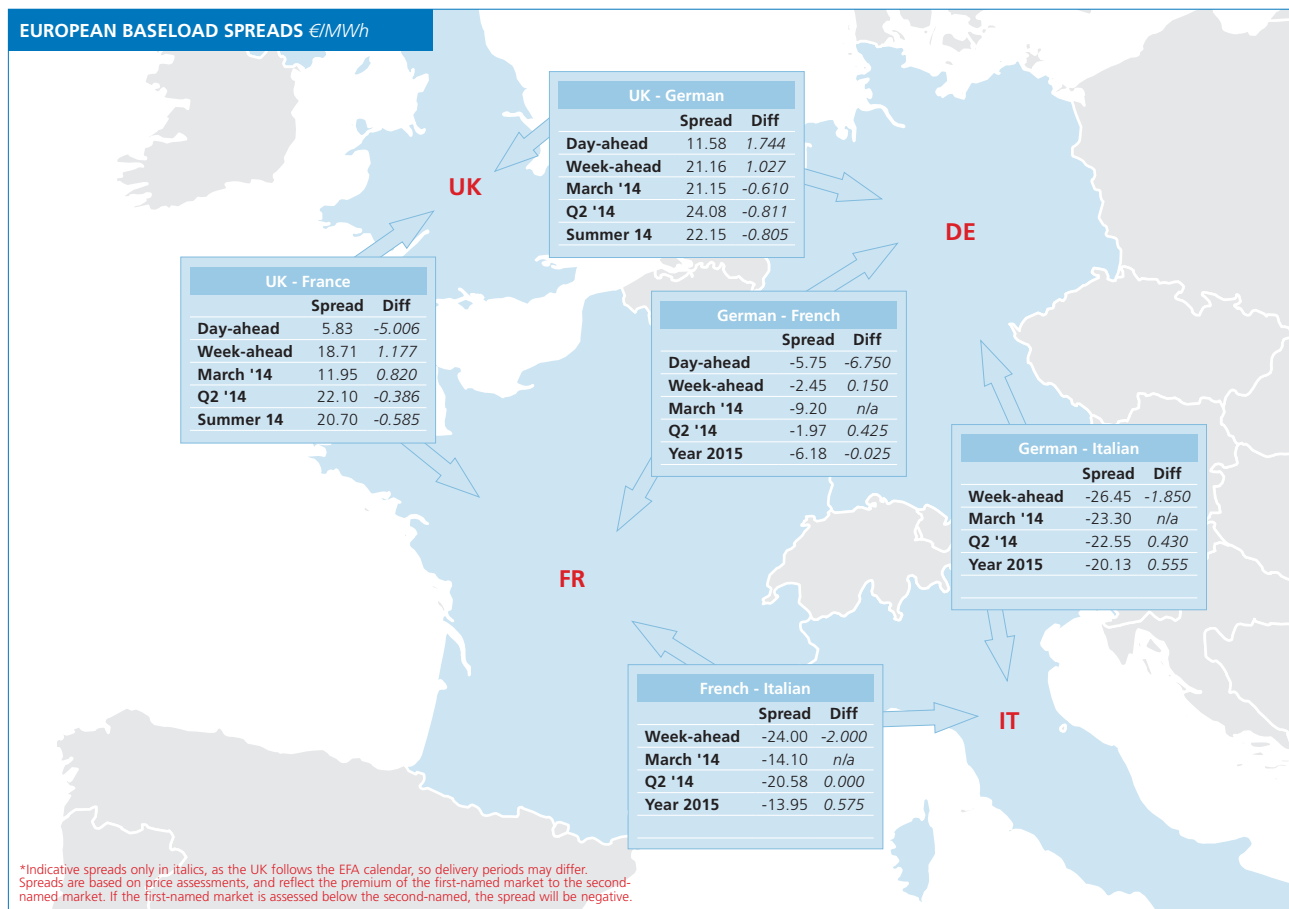 EUROPEAN BASELOAD SPREADS €/MWh
UK - German
Spread Diff
Day-ahead 11.58 1.744
Week-ahead 21.16 1.027
March '14 21.15 -0.610
Q2 '14 24.08 -0.811
Summer 14 22.15 -0.805
UK
DE
UK - France
Spread Diff
Day-ahead 5.83 -5.006
Week-ahead 18.71 1.177
March '14 11.95 0.820
Q2 '14 22.10 -0.386
Summer 14 20.70 -0.585
German - French
Spread Diff
Day-ahead -5.75 -6.750
Week-ahead -2.45 0.150
March '14 -9.20 n/a
Q2 '14 -1.97 0.425
Year 2015 -6.18 -0.025
German - Italian
Spread Diff
Week-ahead -26.45 -1.850
March '14 -23.30 n/a
Q2 '14 -22.55 0.430
Year 2015 -20.13 0.555
FR
French - Italian
Spread Diff
Week-ahead -24.00 -2.000
March '14 -14.10 n/a
Q2 '14 -20.58 0.000
Year 2015 -13.95 0.575
IT
*Indicative spreads only in italics, as the UK follows the EFA calendar, so delivery periods may differ.
Spreads are based on price assessments, and reflect the premium of the first-named market to the second-
named market. If the first-named market is assessed below the second-named, the spread will be negative.